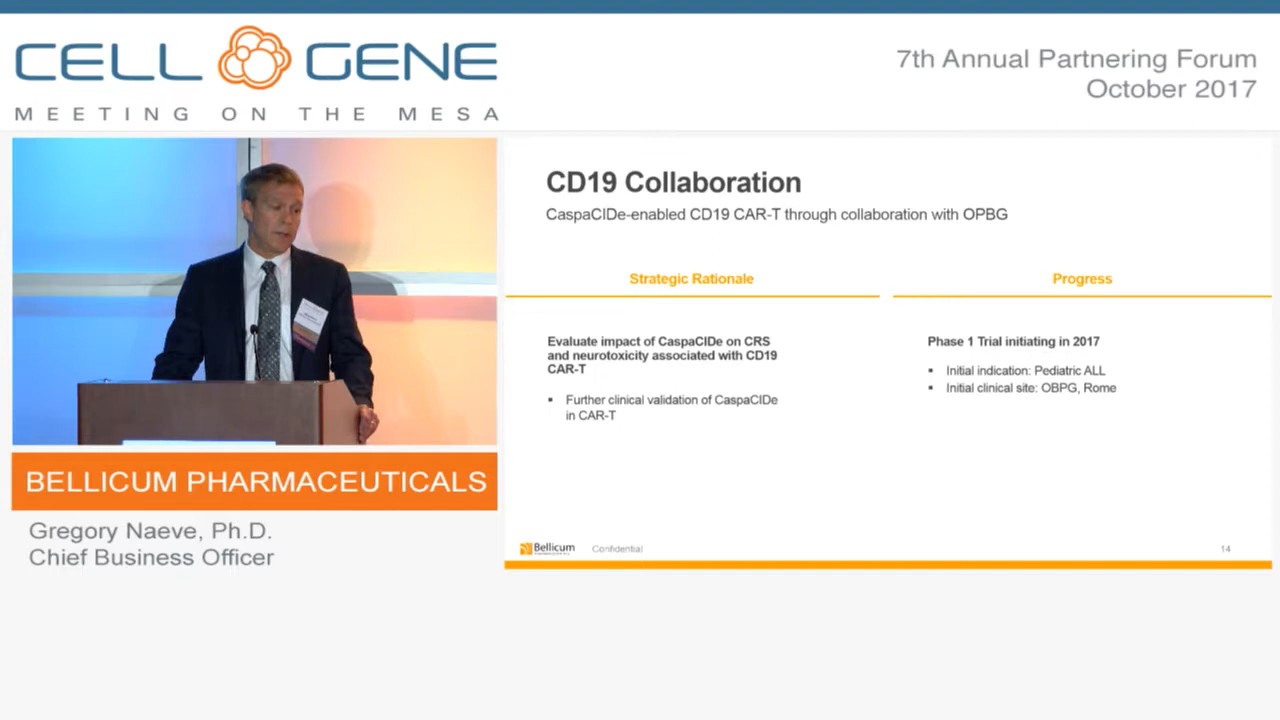 CELL GENE
MEETING ON THE MESA
7th Annual Partnering Forum
October 2017
CD19 Collaboration
CaspaCIDe-enabled CD19 CAR-T through collaboration with OPBG
Strategic Rationale
Evaluate impact of CaspaCIDe on CRS
and neurotoxicity associated with CD19
CAR-T
▪ Further clinical validation of CaspaCIDe
in CAR-T
Progress
Phase 1 Trial initiating in 2017
▪ Initial indication: Pediatric ALL
▪ Initial clinical site: OBPG, Rome
Bellicum
Confidential
14
BELLICUM PHARMACEUTICALS
Gregory Naeve, Ph.D.
Chief Business Officer